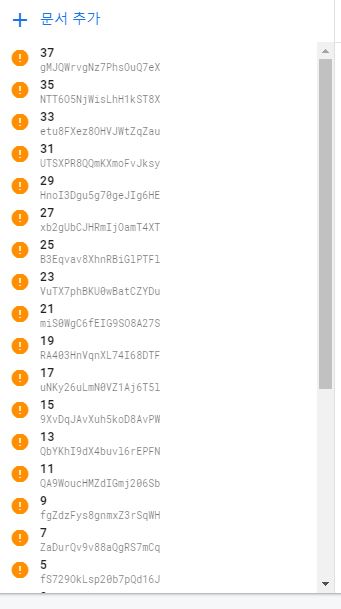 문서 추가
37
gMJQWrvgNz7PhsOuQ7eX
35
NTT6O5NjWisLhH1kST8X
33
etu8FXez8OHVJWtZqZau
31
UTSXPR8QQmKXmoFvJksy
29
HnoI3Dgu5g70geJIg6HE
27
xb2gUbCJHRmIjOamT4XT
25
B3Eqvav8XhnRBiGlPTFl
23
VuTX7phBKU0wBatCZYDu
21
miS0WgC6fEIG9SO8A27S
19
RA403HnVqnXL74I68DTF
17
uNKy26uLmN0VZ1Aj6T5l
15
9XvDqJAvXuh5koD8AvPW
13
QbYKhI9dX4buvl6rEPFN
11
QA9WoucHMZdIGmj206Sb
9
fgZdzFys8gnmxZ3rSqWH
7
ZaDurQv9v88aQgRS7mCq
5
fS729OkLsp20b7pQd16J